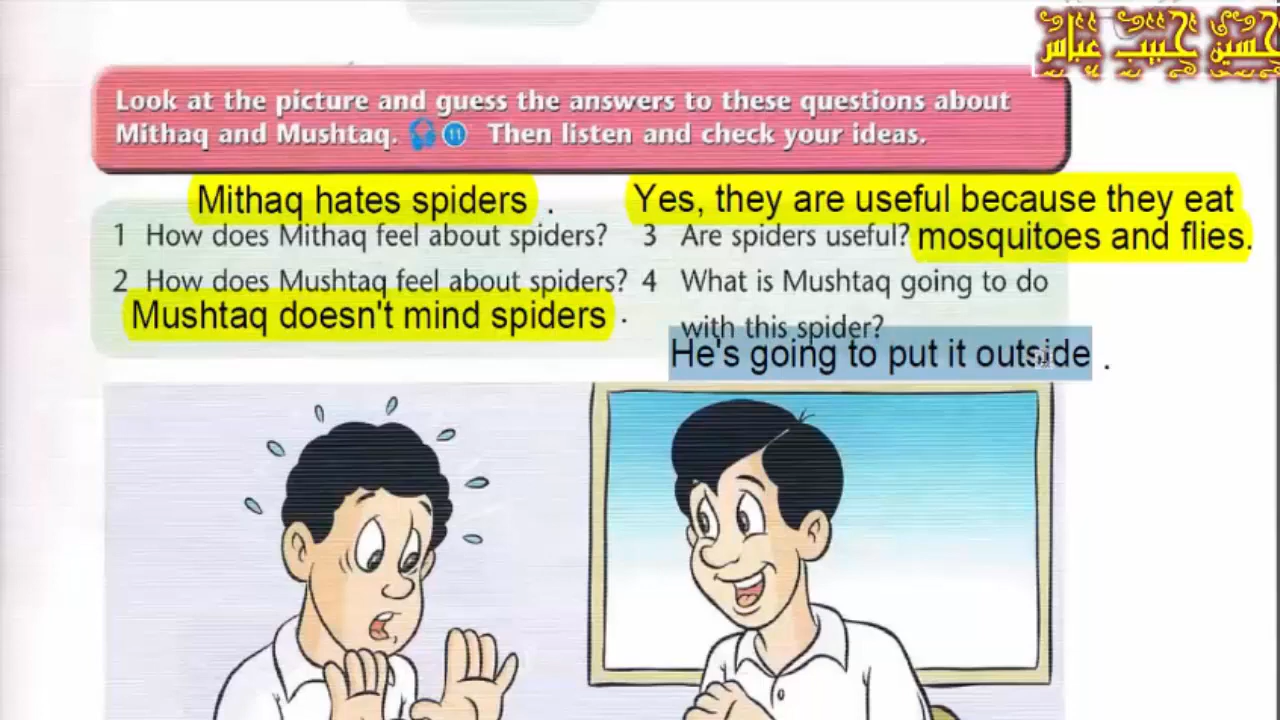 حسين حبيب عباس
Look at the picture and guess the answers to these questions about
Mithaq and Mushtaq. 11 Then listen and check your ideas.
Mithaq hates spiders .
1 How does Mithaq feel about spiders?
2 How does Mushtaq feel about spiders?
Mushtaq doesn't mind spiders .
Yes, they are useful because they eat
3 Are spiders useful? mosquitoes and flies.
4 What is Mushtaq going to do
with this spider?
He's going to put it outside .